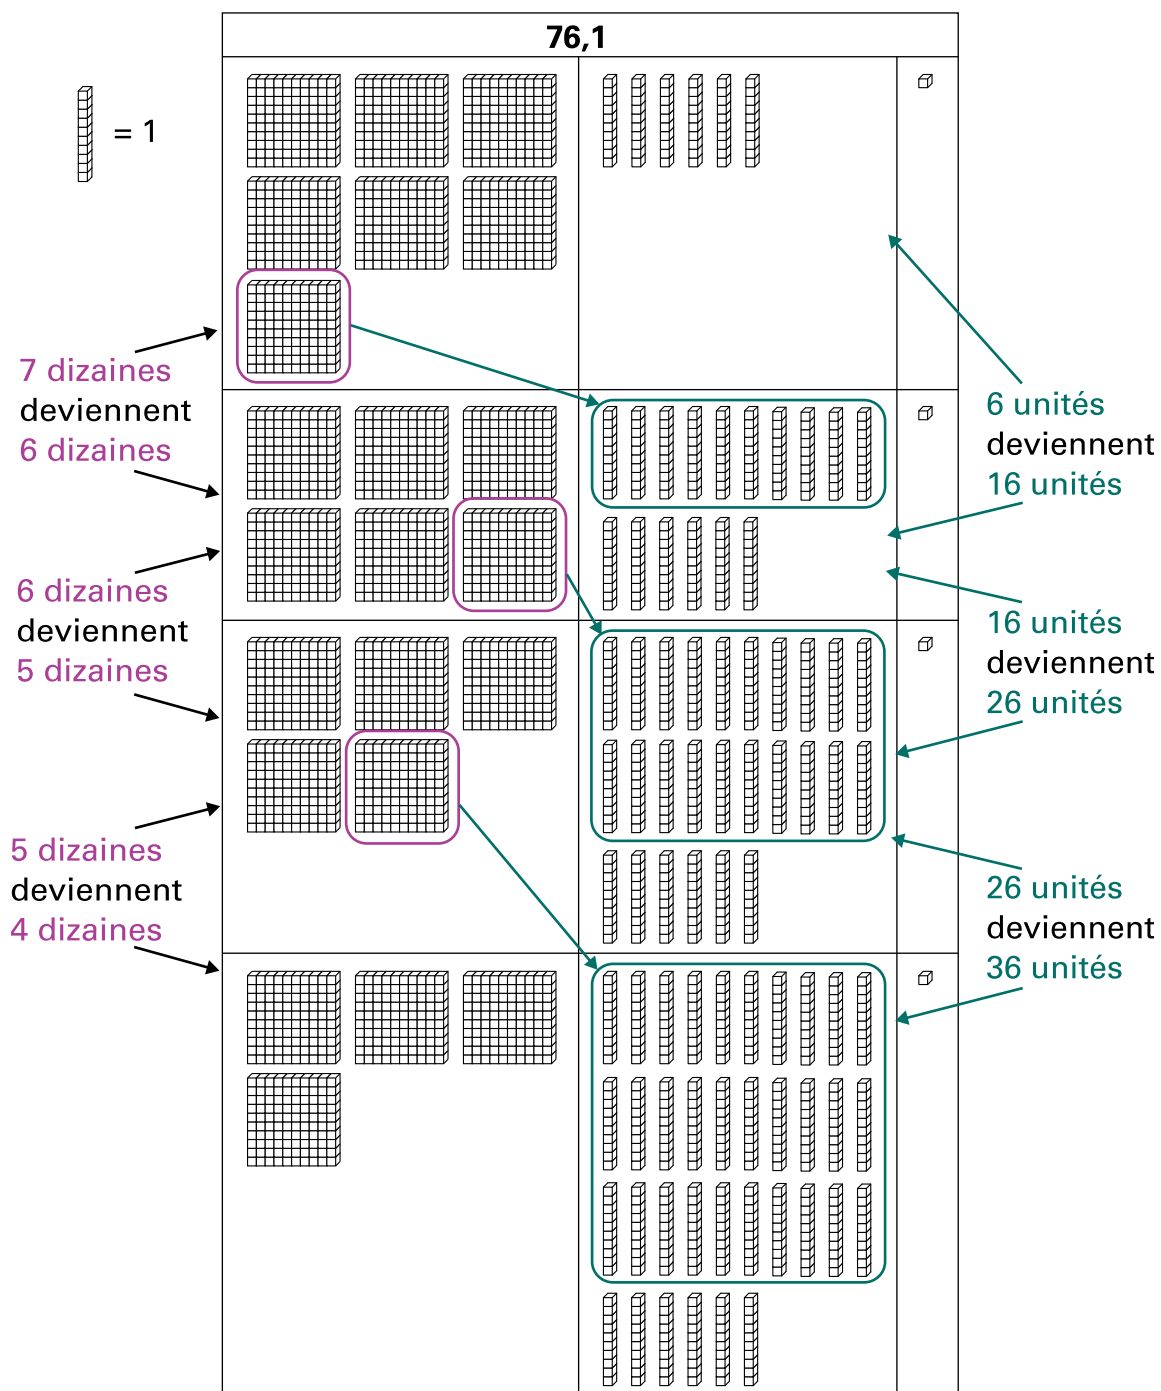 76,1
= 1
7 dizaines
deviennent
6 dizaines
6 unités
deviennent
16 unités
6 dizaines
deviennent
5 dizaines
16 unités
deviennent
26 unités
5 dizaines
deviennent
4 dizaines
26 unités
deviennent
36 unités